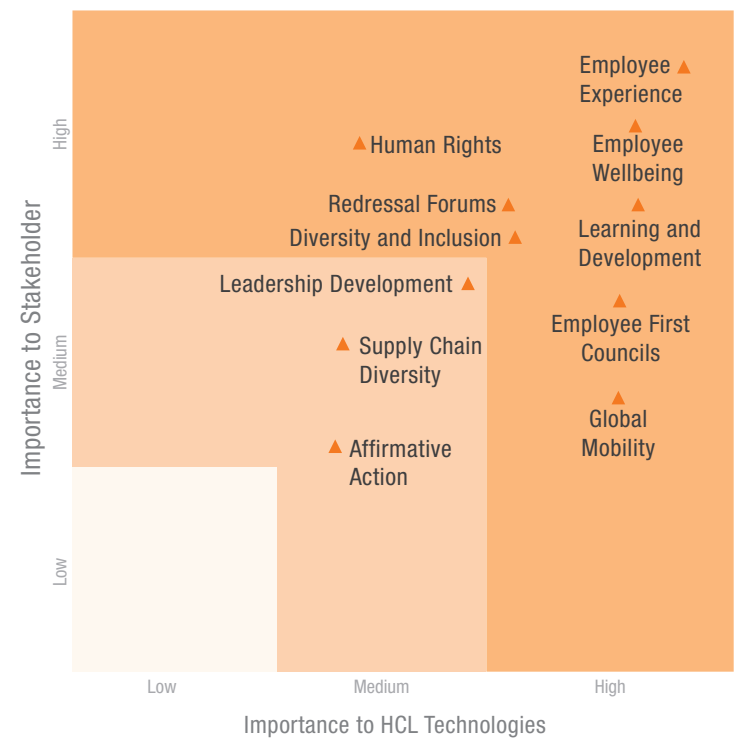 Employee
Experience
Human Rights
Employee
Wellbeing
Redressal Forums
Diversity and Inclusion
Learning and
Development
Leadership Development
Employee First
Councils
Supply Chain
Diversity
Global
Mobility
Affirmative
Action
Importance to Stakeholder
High
Medium
Low
Low
Medium
High
Importance to HCL Technologies